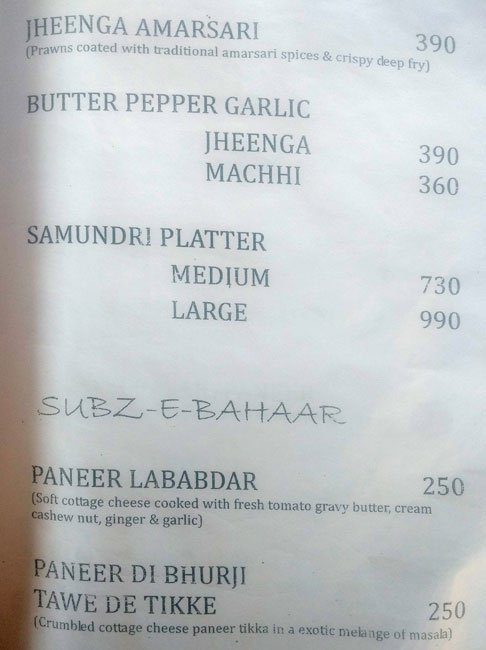 JHEENGA AMARSARI 390
(Prawns coated with traditional amarsari spices & crispy deep fry)
BUTTER PEPPER GARLIC
JHEENGA 390
MACHHI 360
SAMUNDRI PLATTER
MEDIUM 730
LARGE 990
SUBZ-E-BAHAAR
PANEER LABABDAR 250
(Soft cottage cheese cooked with fresh tomato gravy butter, cream
cashew nut, ginger & garlic)
PANEER DI BHURJI
TAWE DE TIKKE 250
(Crumbled cottage cheese paneer tikka in a exotic melange of masala)